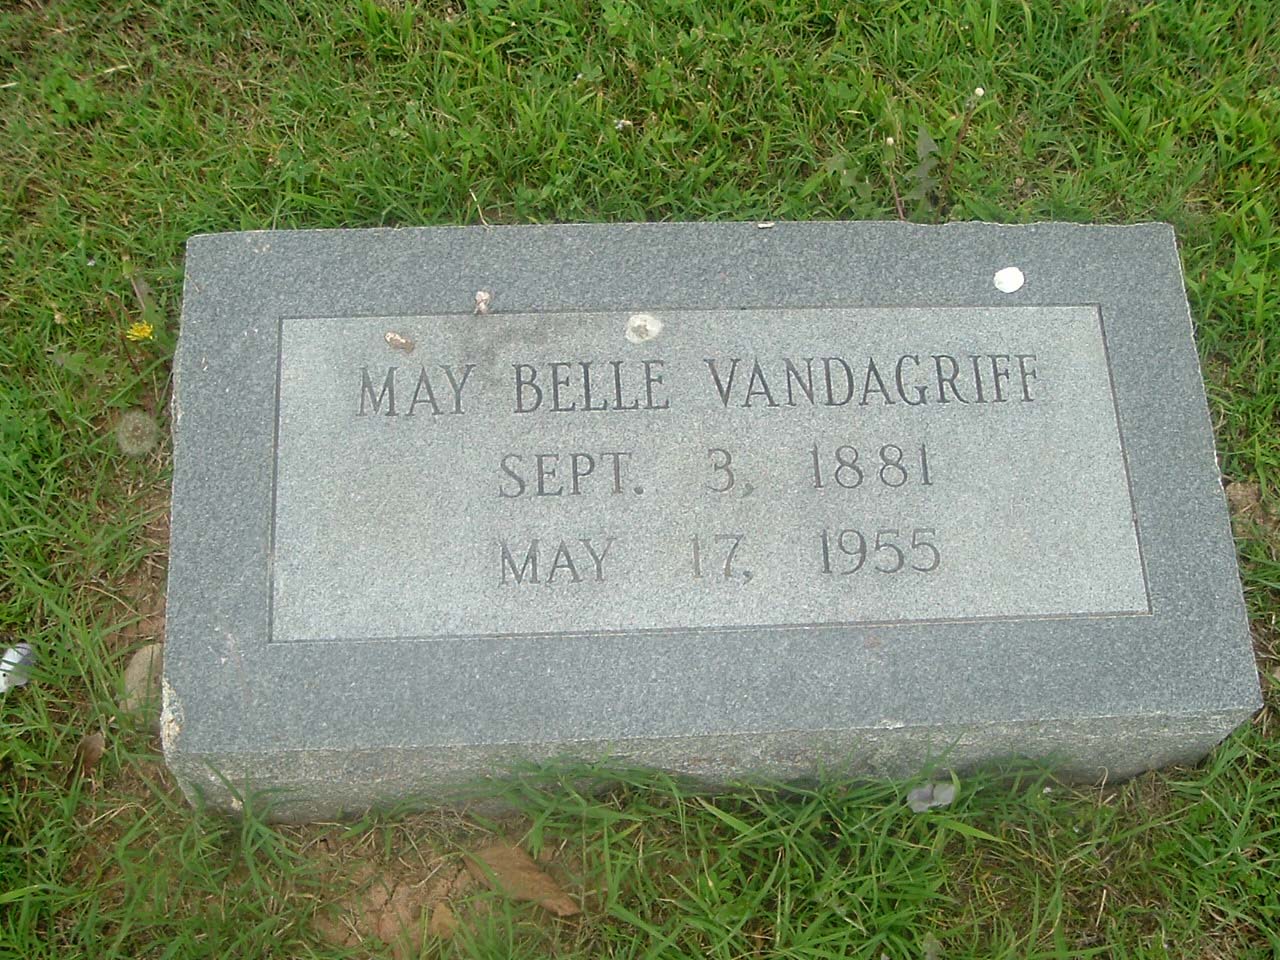 MAY BELLE VANDAGRIFF
SEPT. 3, 1881
MAY 17, 1955